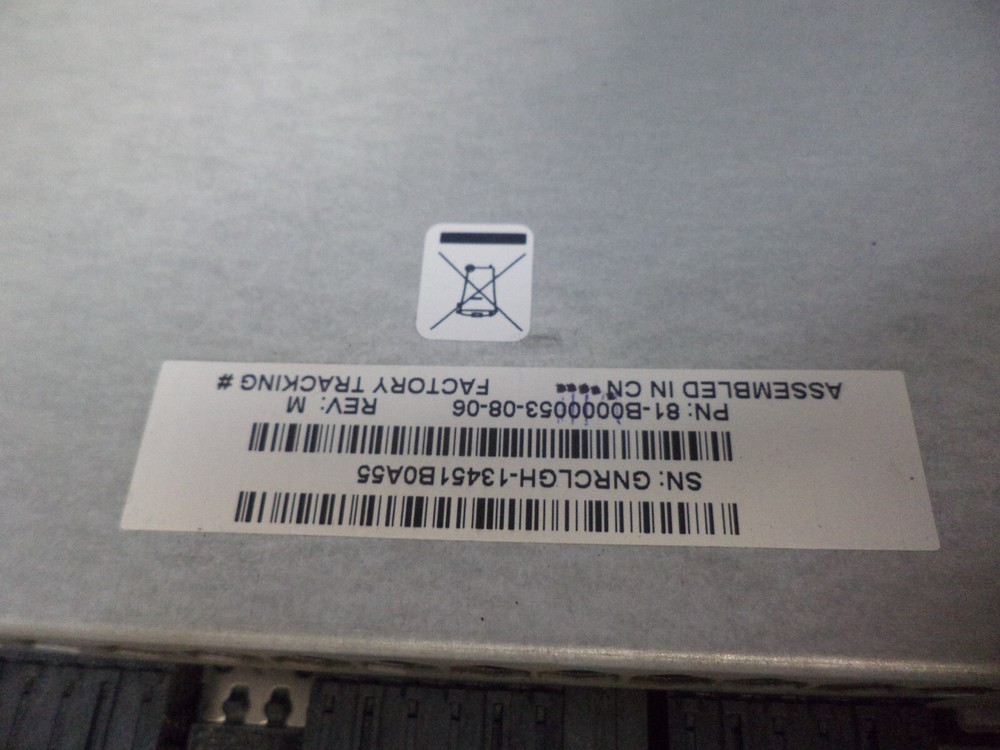 SN: GNRCLGH-13451B0A55
PN: 81-B0000053-08-06 REV: M
ASSEMBLED IN CN FACTORY TRACKING #